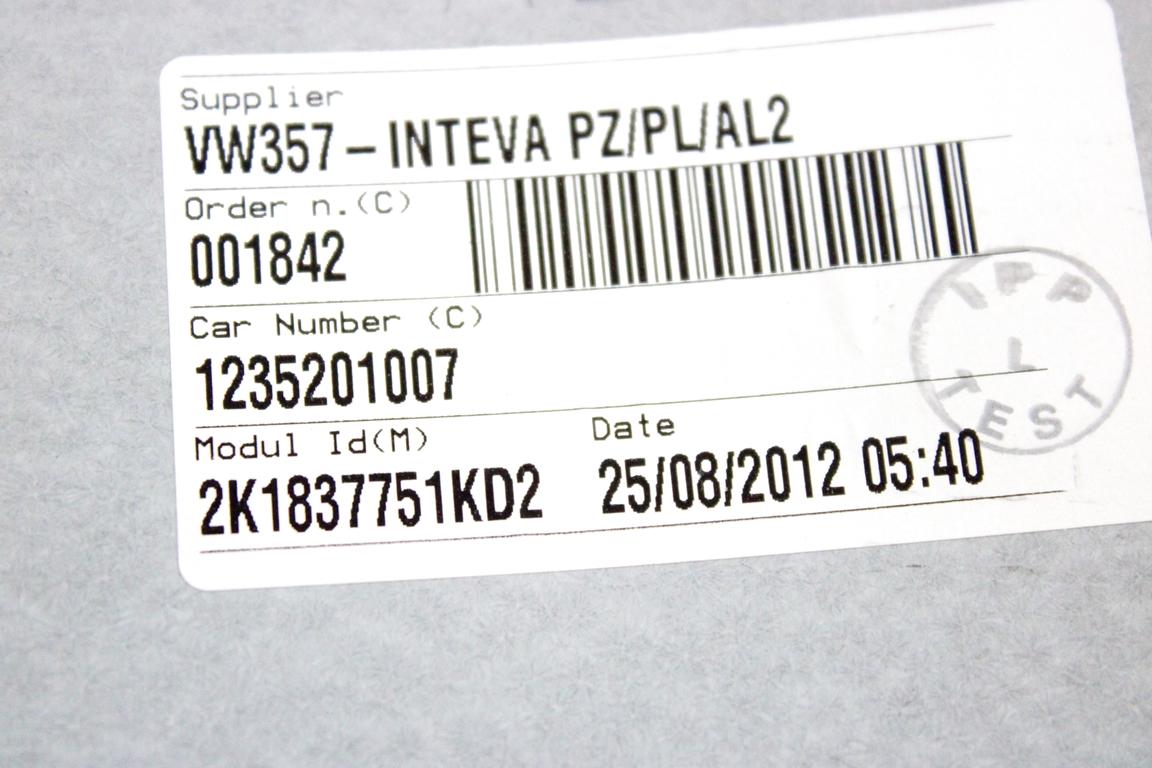 Supplier
VW357-INTEVA PZ/PL/AL2
Order n.(C)
001842
Car Number (C)
1235201007
Modul Id(M) Date
2K1837751KD2 25/08/2012 05:40
IPP
L
TEST